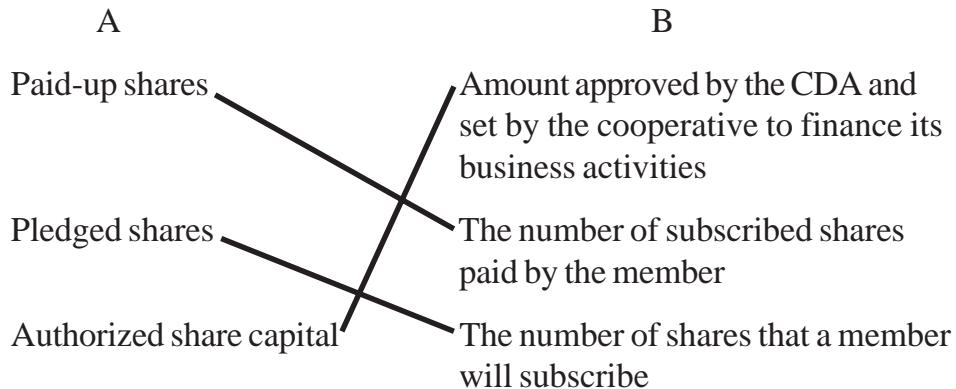 A B
Paid-up shares Amount approved by the CDA and
set by the cooperative to finance its
business activities
Pledged shares The number of subscribed shares
paid by the member
Authorized share capital The number of shares that a member
will subscribe